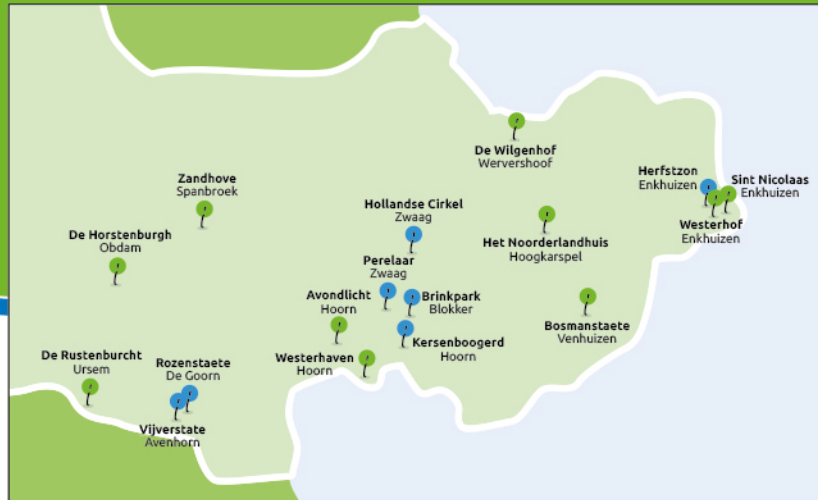 De Wilgenhof
Wervershoof
Herfstzon
Enkhuizen
Sint Nicolaas
Enkhuizen
Zandhove
Spanbroek
Hollandse Cirkel
Zwaag
Westerhof
Enkhuizen
De Horstenburgh
Obdam
Het Noorderlandhuis
Hoogkarspel
Perelaar
Zwaag
Avondlicht
Hoorn
Brinkpark
Blokker
Bosmanstaete
Venhuizen
Kersenboogerd
Hoorn
De Rustenburcht
Ursem
Rozenstaete
De Goorn
Westerhaven
Hoorn
Vijverstate
Avenhorn